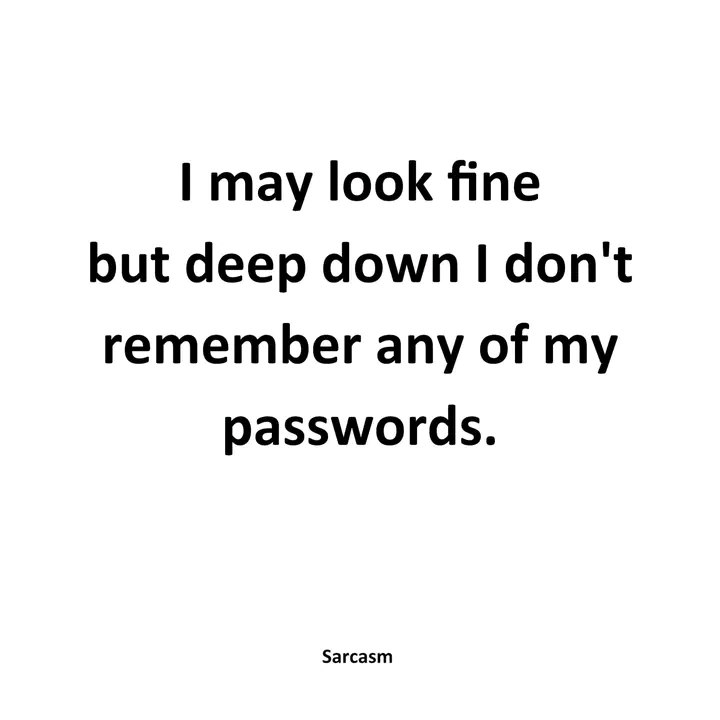 I may look fine
but deep down I don't
remember any of my
passwords.
Sarcasm